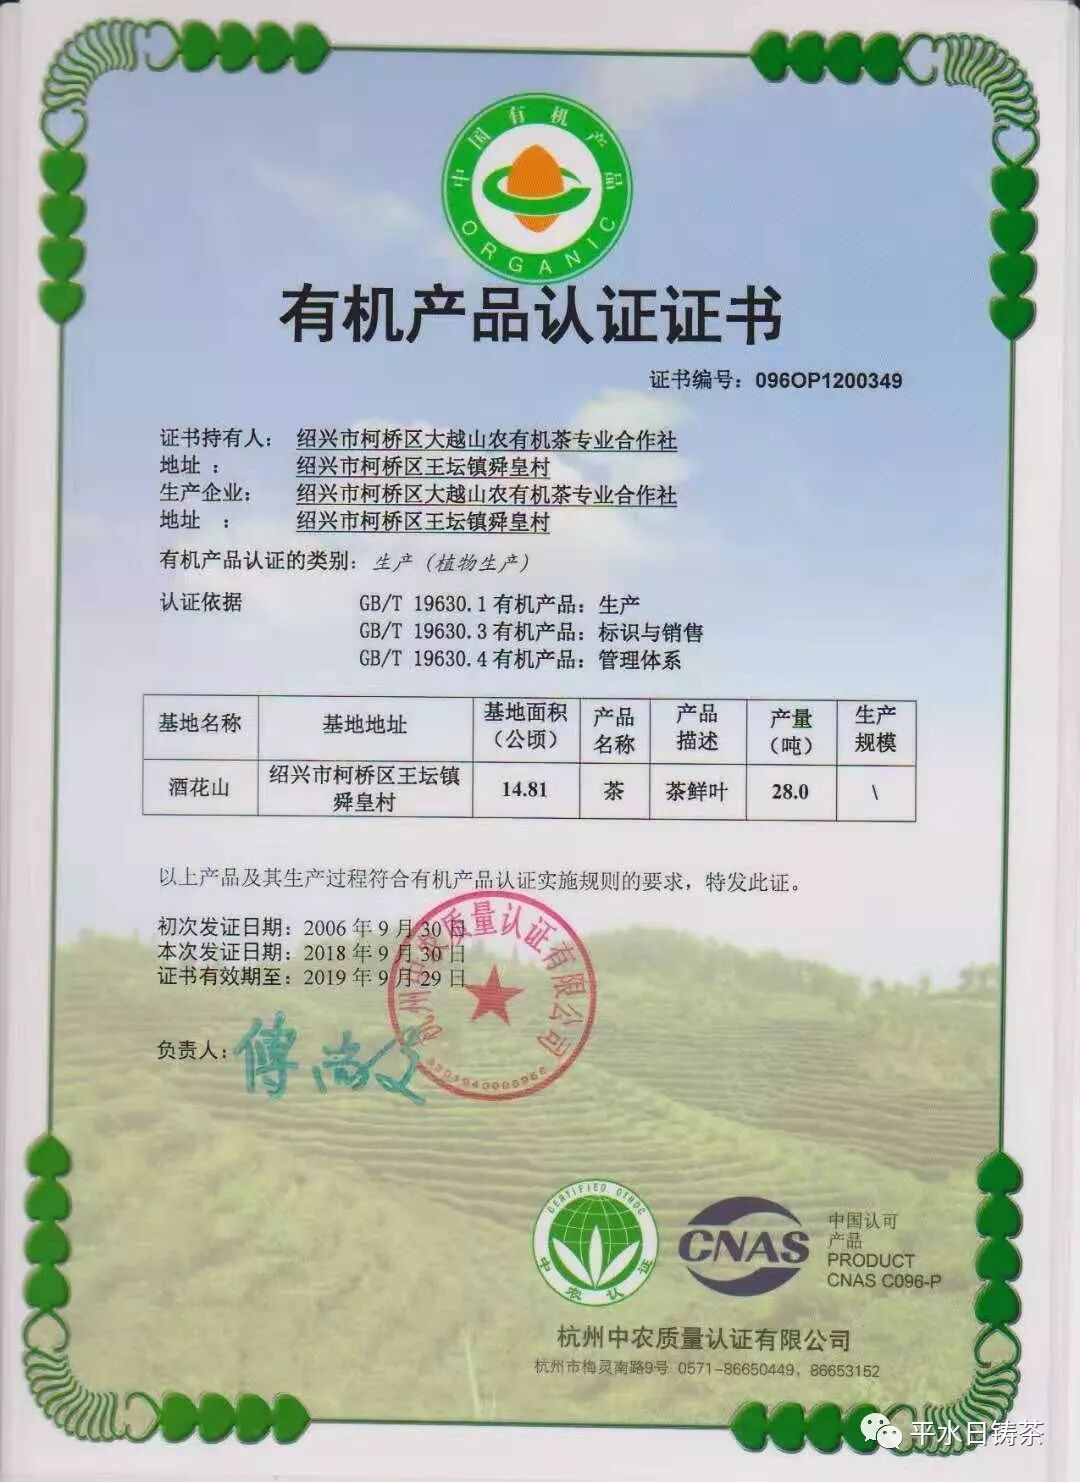 中国有机产品
ORGANIC
有机产品认证证书
证书编号：096OP1200349
证书持有人： 绍兴市柯桥区大越山农有机茶专业合作社
地址 ： 绍兴市柯桥区王坛镇舜皇村
生产企业： 绍兴市柯桥区大越山农有机茶专业合作社
地址 ： 绍兴市柯桥区王坛镇舜皇村
有机产品认证的类别：生产（植物生产）
认证依据 GB/T 19630.1有机产品：生产
GB/T 19630.3有机产品：标识与销售
GB/T 19630.4有机产品：管理体系
基地名称 基地地址 基地面积（公顷） 产品名称 产品描述 产量（吨） 生产规模
酒花山 绍兴市柯桥区王坛镇舜皇村 14.81 茶 茶鲜叶 28.0 \
以上产品及其生产过程符合有机产品认证实施规则的要求，特发此证。
初次发证日期：2006 年 9 月 30 日
本次发证日期：2018 年 9 月 30 日
证书有效期至：2019 年 9 月 29 日
杭州中农质量认证有限公司
负责人：傅尚文
CERTIFIED OTRDC
中农认证
CNAS
中国认可
产品
PRODUCT
CNAS C096-P
杭州中农质量认证有限公司
杭州市梅灵南路9号 0571-86650449，86653152
平水日铸茶